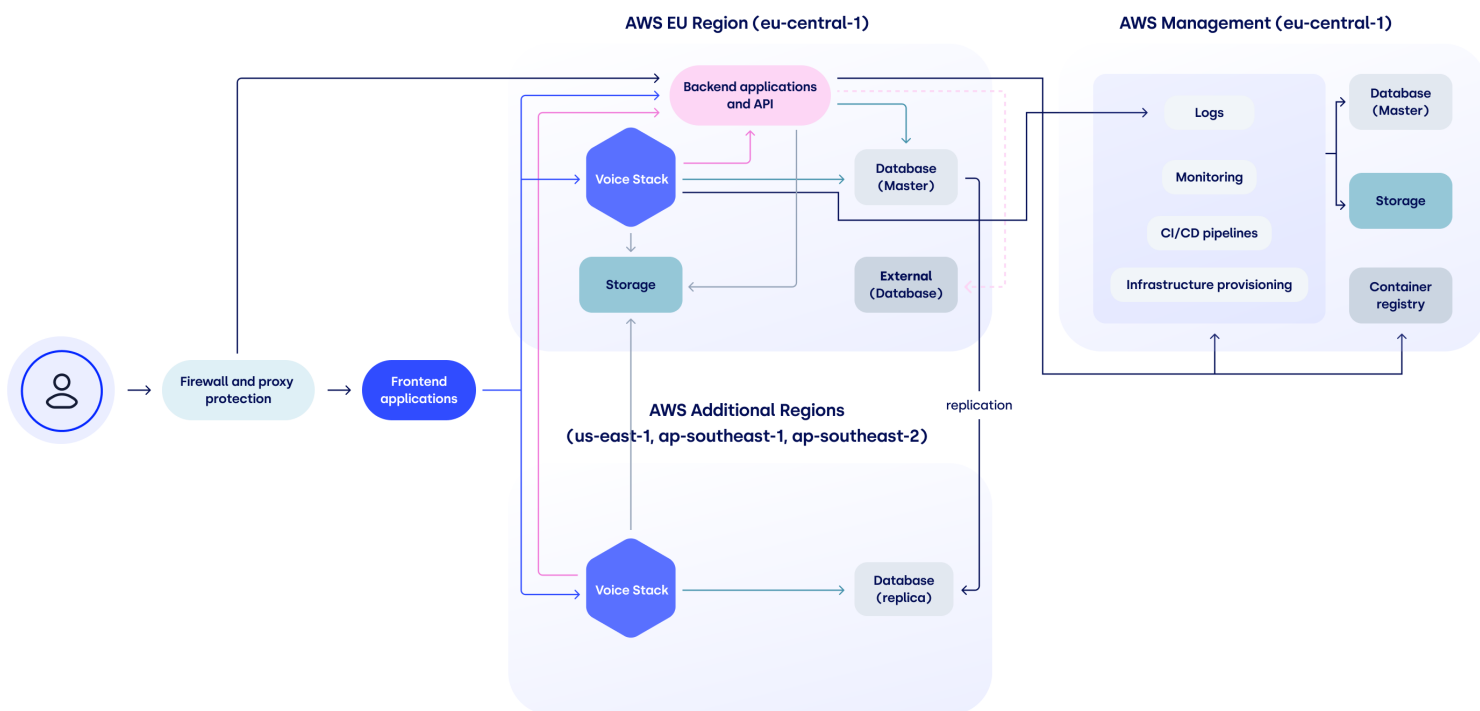 AWS EU Region (eu-central-1)
AWS Management (eu-central-1)
Backend applications
and API
Voice Stack
Database
(Master)
Storage
External
(Database)
Logs
Monitoring
CI/CD pipelines
Infrastructure provisioning
Database
(Master)
Storage
Container
registry
Firewall and proxy
protection
Frontend
applications
replication
AWS Additional Regions
(us-east-1, ap-southeast-1, ap-southeast-2)
Voice Stack
Database
(replica)